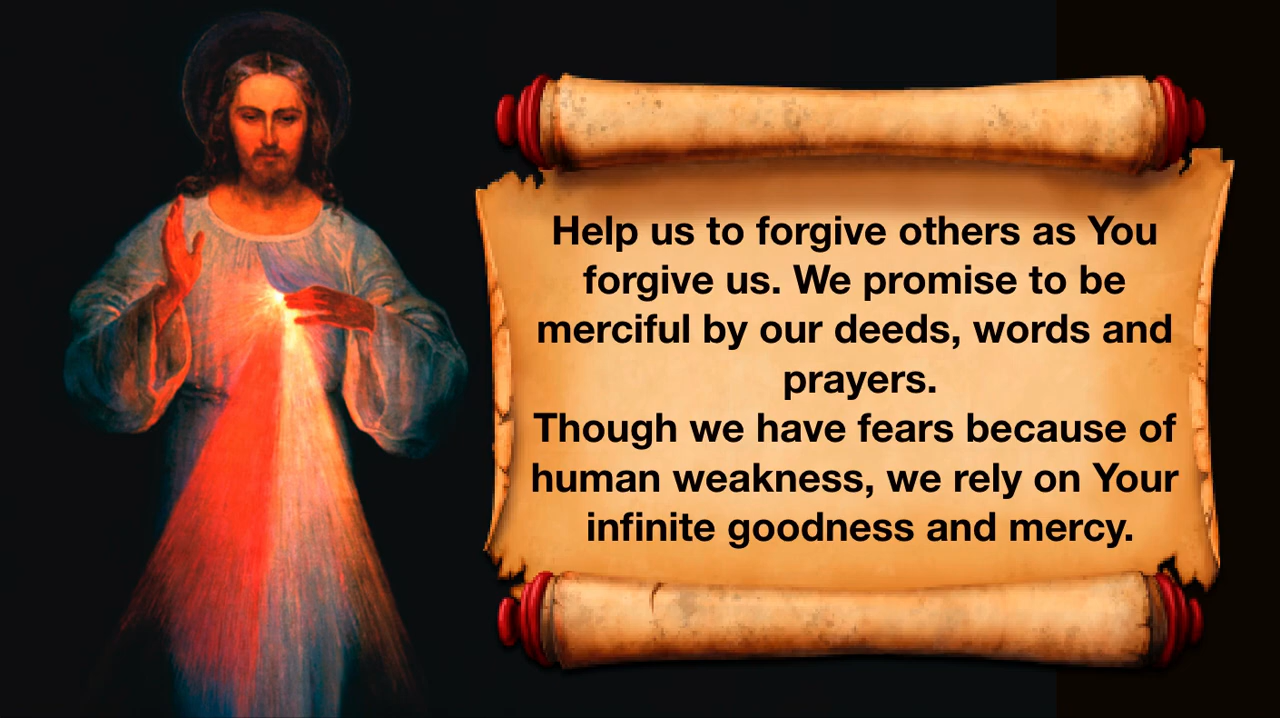 Help us to forgive others as You
forgive us. We promise to be
merciful by our deeds, words and
prayers.
Though we have fears because of
human weakness, we rely on Your
infinite goodness and mercy.